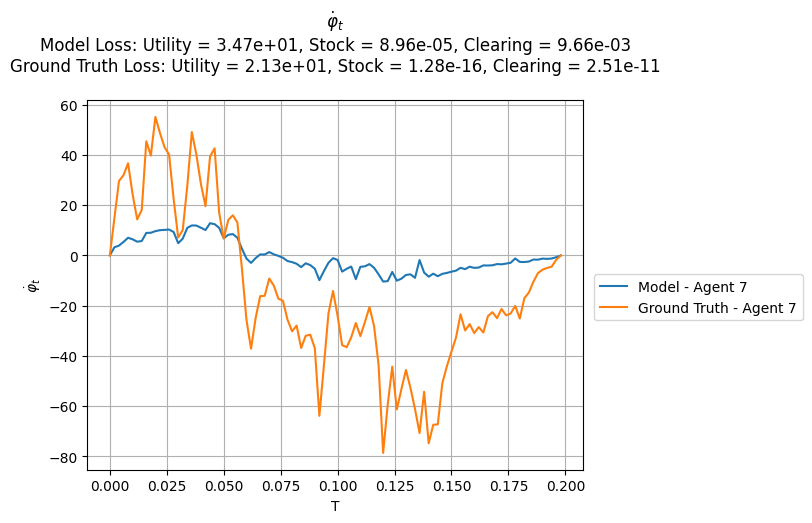 φ̇ₜ
Model Loss: Utility = 3.47e+01, Stock = 8.96e-05, Clearing = 9.66e-03
Ground Truth Loss: Utility = 2.13e+01, Stock = 1.28e-16, Clearing = 2.51e-11
60
40
20
0
−20
−40
−60
−80
φ̇ₜ
0.000 0.025 0.050 0.075 0.100 0.125 0.150 0.175 0.200
T
Model - Agent 7
Ground Truth - Agent 7